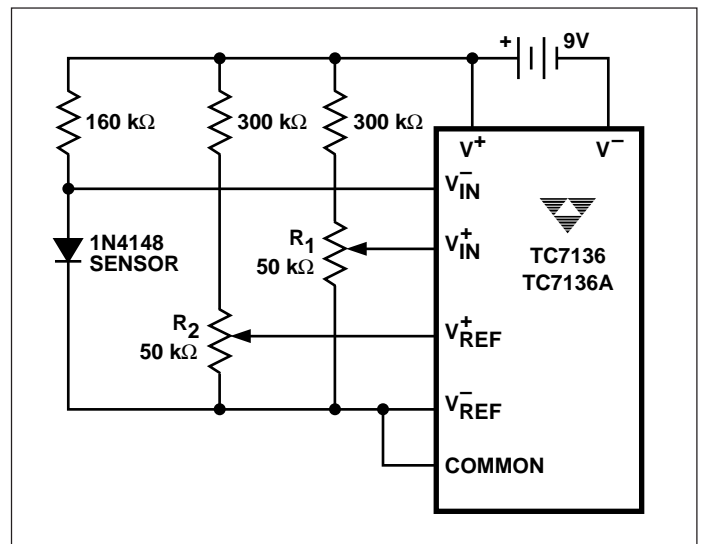 + 9V
160 kΩ
300 kΩ
300 kΩ
V+
V–
V–IN
1N4148
SENSOR
R1
50 kΩ
V+IN
TC7136
TC7136A
R2
50 kΩ
V+REF
V–REF
COMMON